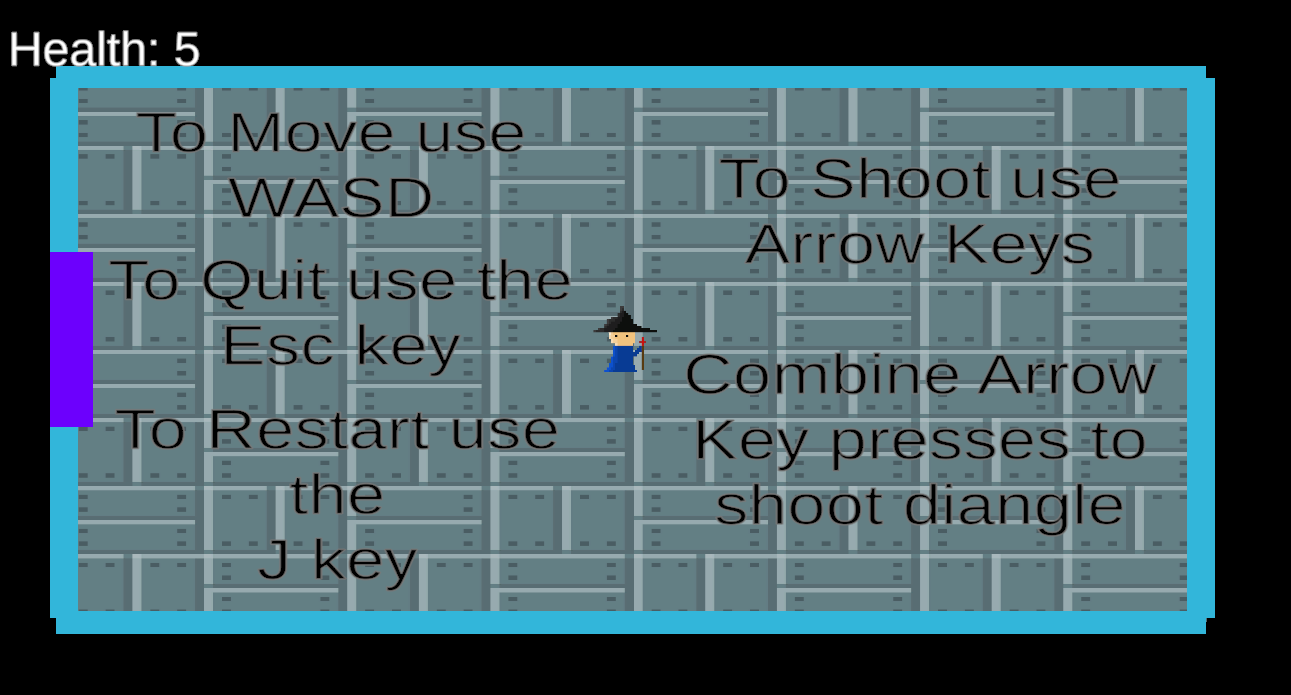 Health: 5
To Move use
WASD
To Quit use the
Esc key
To Restart use
the
J key
To Shoot use
Arrow Keys
Combine Arrow
Key presses to
shoot diangle